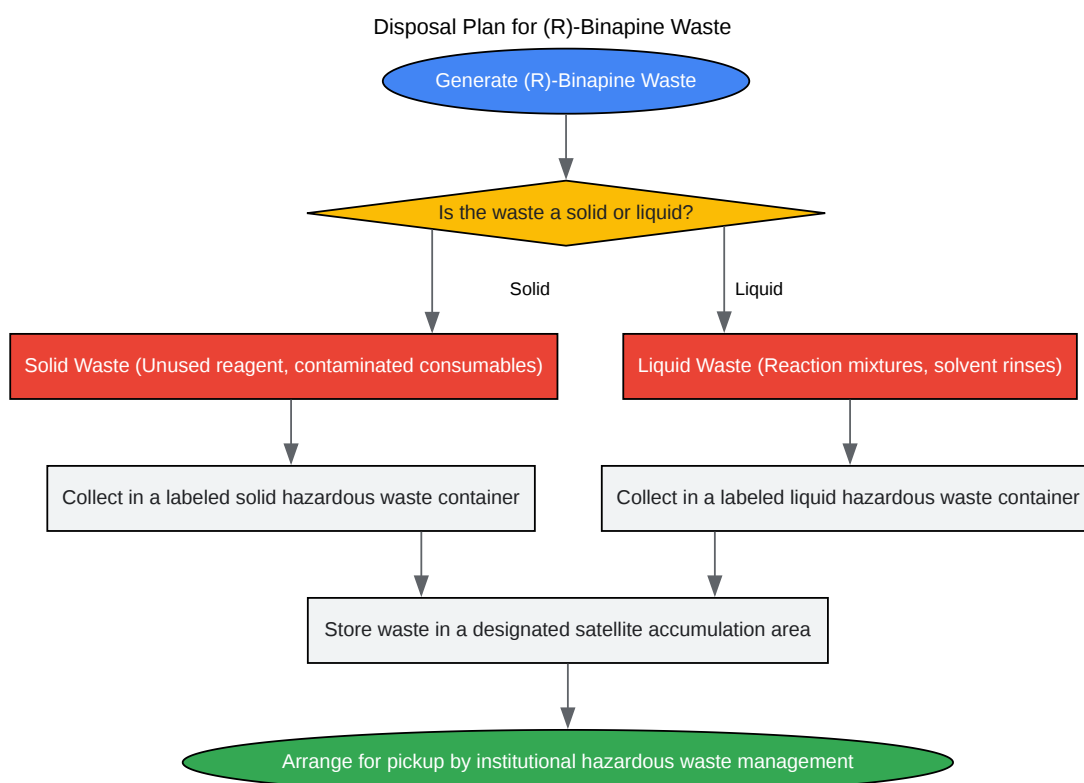 Disposal Plan for (R)-Binapine Waste
Generate (R)-Binapine Waste
Is the waste a solid or liquid?
Solid
Liquid
Solid Waste (Unused reagent, contaminated consumables)
Liquid Waste (Reaction mixtures, solvent rinses)
Collect in a labeled solid hazardous waste container
Collect in a labeled liquid hazardous waste container
Store waste in a designated satellite accumulation area
Arrange for pickup by institutional hazardous waste management